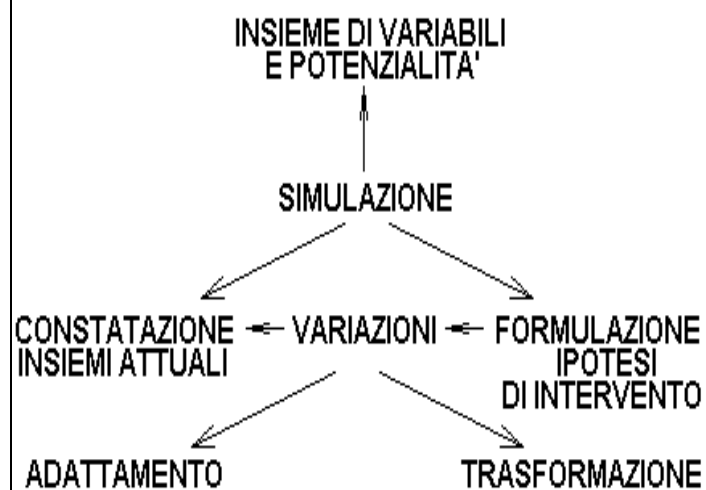 INSIEME DI VARIABILI
E POTENZIALITA'
SIMULAZIONE
CONSTATAZIONE
INSIEMI ATTUALI
VARIAZIONI
FORMULAZIONE
IPOTESI
DI INTERVENTO
ADATTAMENTO
TRASFORMAZIONE